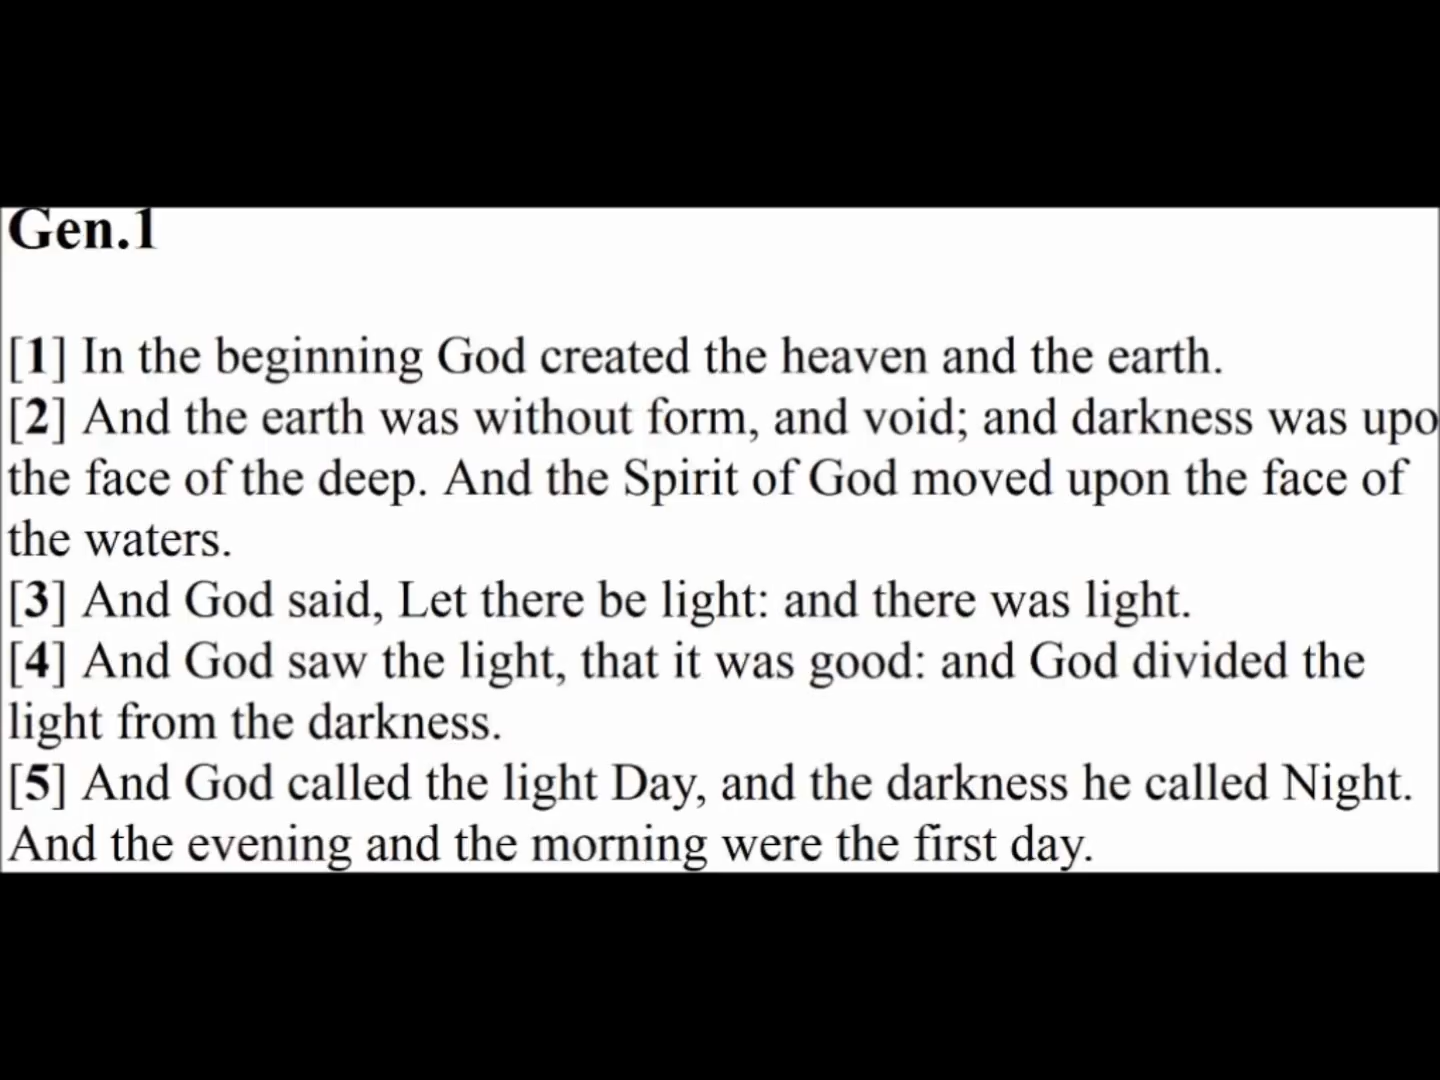 Gen.1
[1] In the beginning God created the heaven and the earth.
[2] And the earth was without form, and void; and darkness was upo
the face of the deep. And the Spirit of God moved upon the face of
the waters.
[3] And God said, Let there be light: and there was light.
[4] And God saw the light, that it was good: and God divided the
light from the darkness.
[5] And God called the light Day, and the darkness he called Night.
And the evening and the morning were the first day.